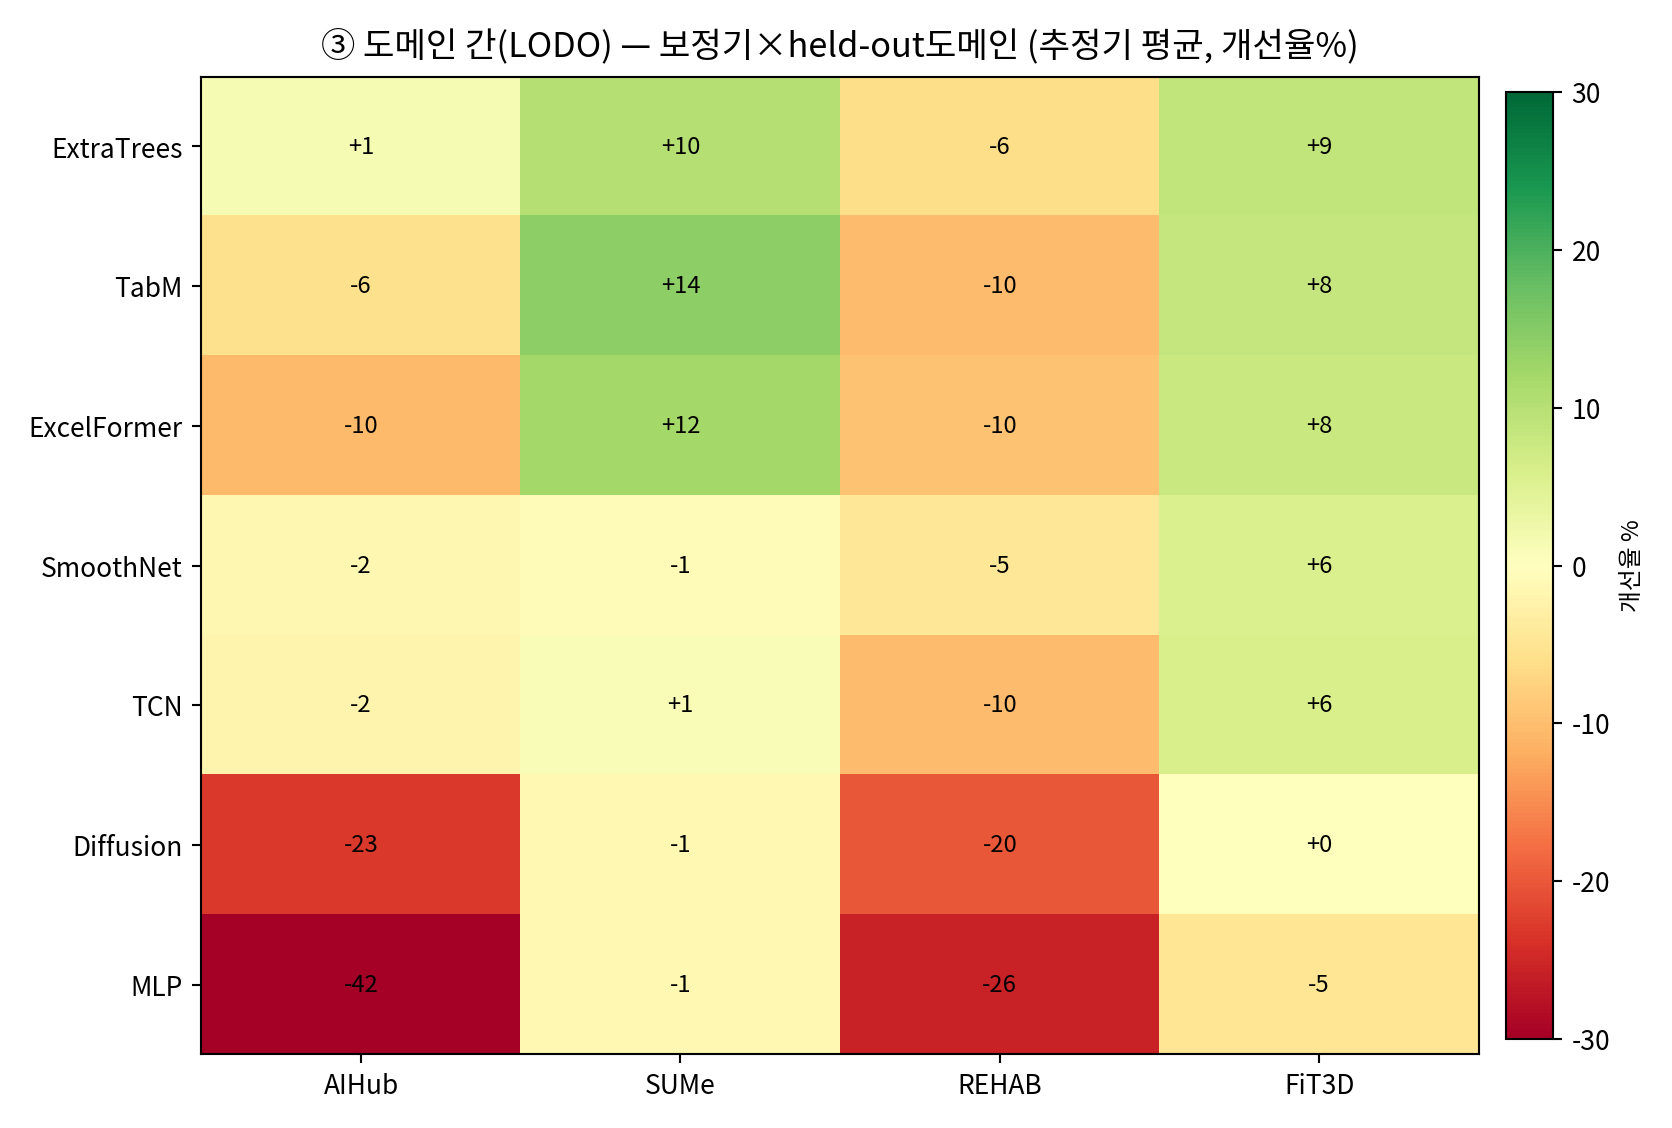 ③ 도메인 간(LODO) — 보정기×held-out도메인 (추정기 평균, 개선율%)
ExtraTrees +1 +10 -6 +9
TabM -6 +14 -10 +8
ExcelFormer -10 +12 -10 +8
SmoothNet -2 -1 -5 +6
TCN -2 +1 -10 +6
Diffusion -23 -1 -20 +0
MLP -42 -1 -26 -5
AIHub SUMe REHAB FiT3D
30
20
10
0
-10
-20
-30
개선율 %